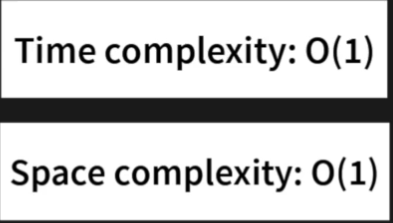 Time complexity: O(1)
Space complexity: O(1)